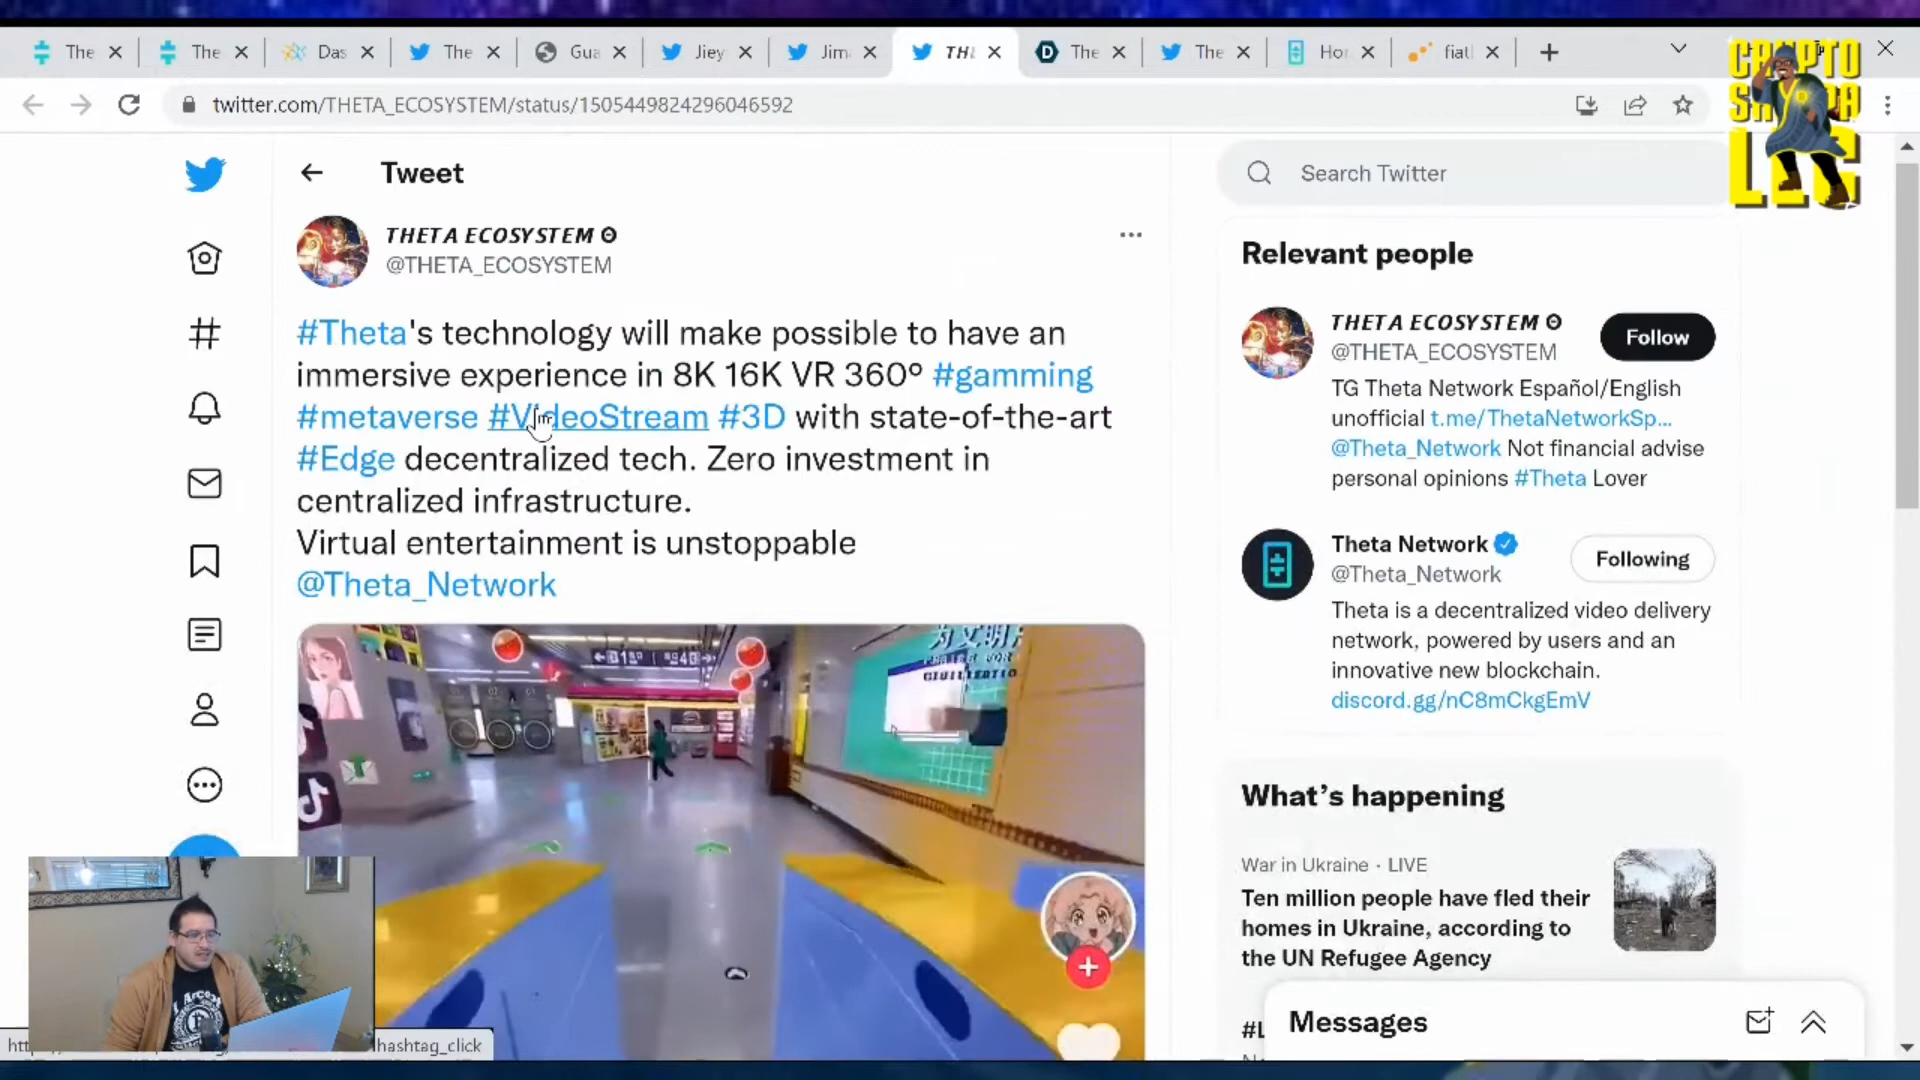 The
The
Das
The
Gua
Jiey
Jim
THE
The
The
Hor
fiatl
twitter.com/THETA_ECOSYSTEM/status/1505449824296046592
CRYPTO
LLC
Tweet
THETA ECOSYSTEM
@THETA_ECOSYSTEM
#Theta's technology will make possible to have an
immersive experience in 8K 16K VR 360º #gamming
#metaverse #VideoStream #3D with state-of-the-art
#Edge decentralized tech. Zero investment in
centralized infrastructure.
Virtual entertainment is unstoppable
@Theta_Network
Search Twitter
Relevant people
THETA ECOSYSTEM
@THETA_ECOSYSTEM
Follow
TG Theta Network Español/English
unofficial t.me/ThetaNetworkSp...
@Theta_Network Not financial advise
personal opinions #Theta Lover
Theta Network
@Theta_Network
Following
Theta is a decentralized video delivery
network, powered by users and an
innovative new blockchain.
discord.gg/nC8mCkgEmV
What's happening
War in Ukraine · LIVE
Ten million people have fled their
homes in Ukraine, according to
the UN Refugee Agency
#L
Messages
htt
hashtag_click